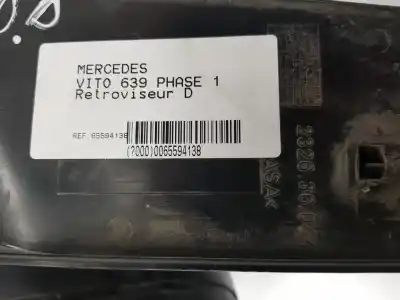 MERCEDES
VITO 639 PHASE 1
Retroviseur D
REF. 65594138
(7000)0065594138